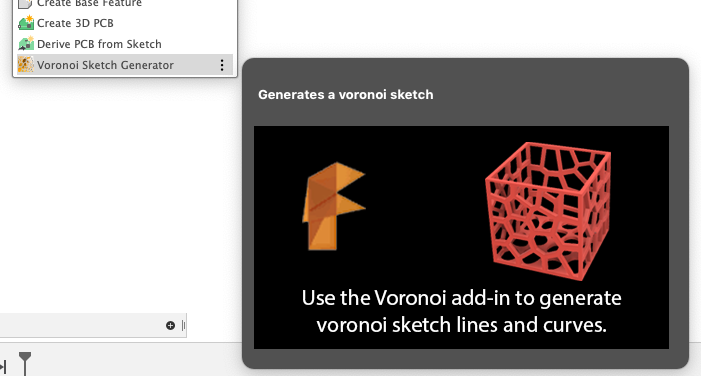 Create Base Feature
Create 3D PCB
Derive PCB from Sketch
Voronoi Sketch Generator
Generates a voronoi sketch
Use the Voronoi add-in to generate
voronoi sketch lines and curves.